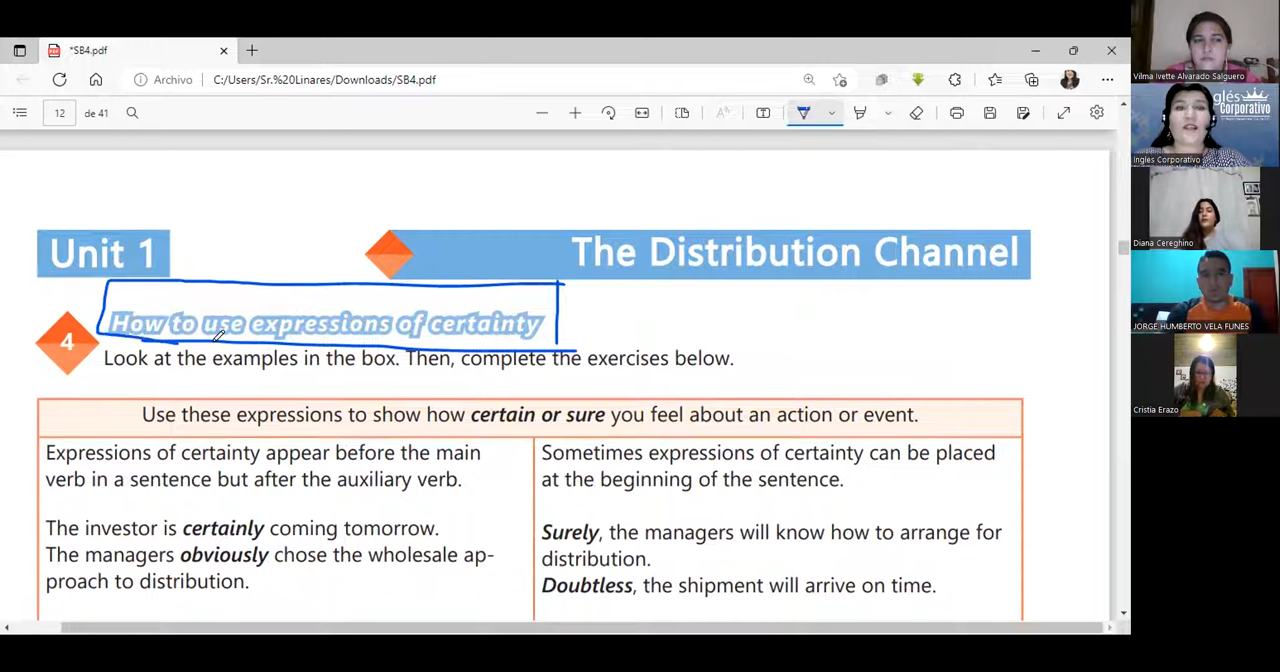 *SB4.pdf
Archivo C:/Users/Sr.%20Linares/Downloads/SB4.pdf
12 de 41
Unit 1 The Distribution Channel
4 How to use expressions of certainty
Look at the examples in the box. Then, complete the exercises below.
Use these expressions to show how certain or sure you feel about an action or event.
Expressions of certainty appear before the main
verb in a sentence but after the auxiliary verb.
The investor is certainly coming tomorrow.
The managers obviously chose the wholesale ap-
proach to distribution.
Sometimes expressions of certainty can be placed
at the beginning of the sentence.
Surely, the managers will know how to arrange for
distribution.
Doubtless, the shipment will arrive on time.
Vilma Ivette Alvarado Salguero
glés
Corporativo
Ingles Corporativo
Diana Cereghino
JORGE HUMBERTO VELA FUNES
Cristia Erazo